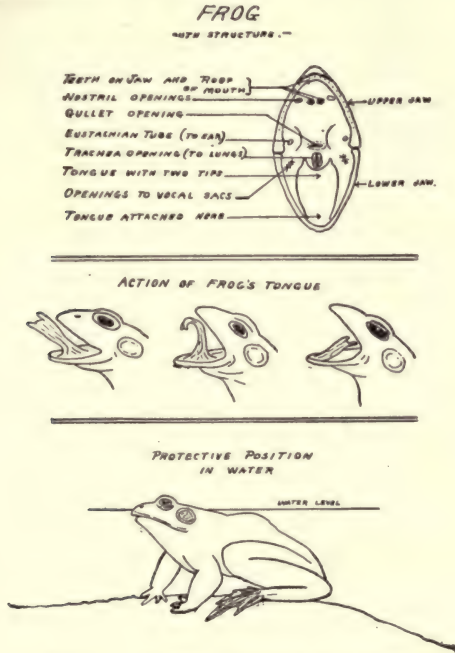 FROG
MOUTH STRUCTURE.—
TEETH ON JAW AND ROOF
OF MOUTH
NOSTRIL OPENINGS
GULLET OPENING
EUSTACHIAN TUBE (TO EAR)
TRACHEA OPENING (TO LUNGS)
TONGUE WITH TWO TIPS
OPENINGS TO VOCAL SACS
TONGUE ATTACHED HERE
UPPER JAW
LOWER JAW.
ACTION OF FROG'S TONGUE
PROTECTIVE POSITION
IN WATER
WATER LEVEL